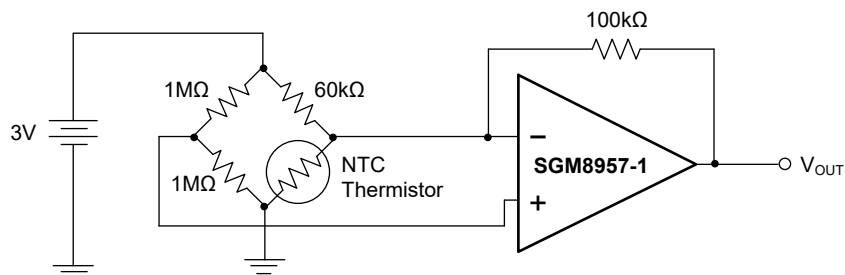 100kΩ
1MΩ
60kΩ
3V
1MΩ
NTC
Thermistor
SGM8957-1
VOUT